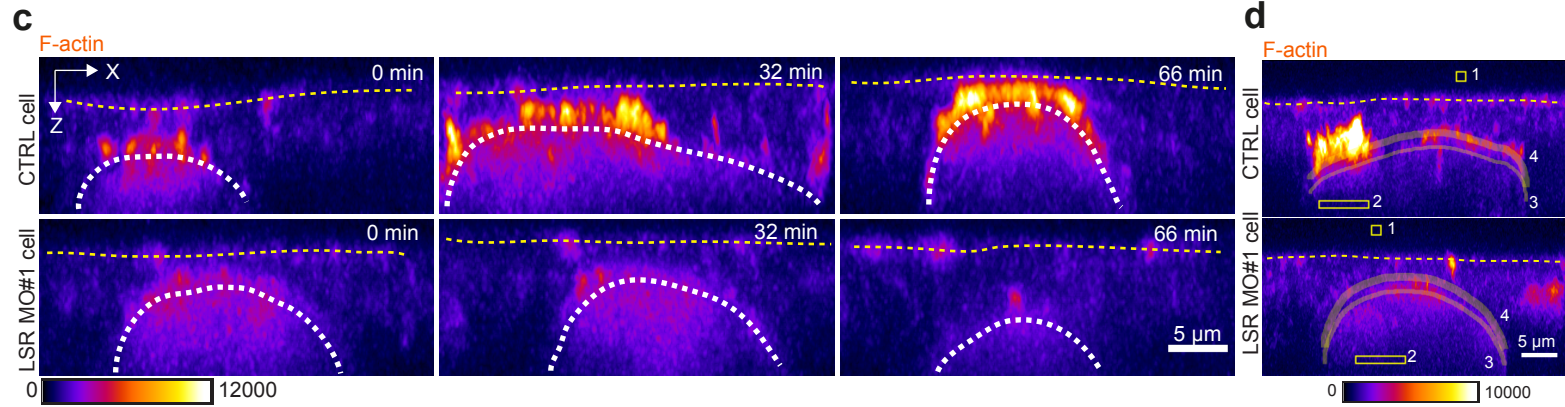 c
F-actin
CTRL cell
X
Z
0 min
32 min
66 min
LSR MO#1 cell
0 min
32 min
66 min
5 µm
0
12000
d
F-actin
CTRL cell
1
4
2
3
LSR MO#1 cell
1
4
2
3
5 µm
0
10000